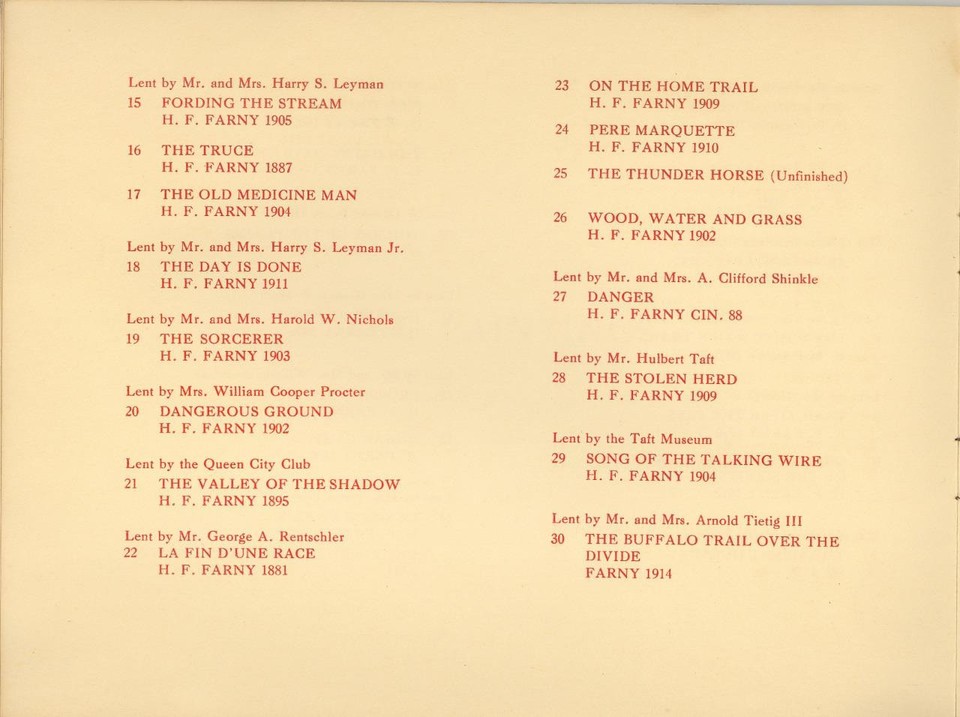 Lent by Mr. and Mrs. Harry S. Leyman
15 FORDING THE STREAM
H. F. FARNY 1905
16 THE TRUCE
H. F. FARNY 1887
17 THE OLD MEDICINE MAN
H. F. FARNY 1904
Lent by Mr. and Mrs. Harry S. Leyman Jr.
18 THE DAY IS DONE
H. F. FARNY 1911
Lent by Mr. and Mrs. Harold W. Nichols
19 THE SORCERER
H. F. FARNY 1903
Lent by Mrs. William Cooper Procter
20 DANGEROUS GROUND
H. F. FARNY 1902
Lent by the Queen City Club
21 THE VALLEY OF THE SHADOW
H. F. FARNY 1895
Lent by Mr. George A. Rentschler
22 LA FIN D'UNE RACE
H. F. FARNY 1881
23 ON THE HOME TRAIL
H. F. FARNY 1909
24 PERE MARQUETTE
H. F. FARNY 1910
25 THE THUNDER HORSE (Unfinished)
26 WOOD, WATER AND GRASS
H. F. FARNY 1902
Lent by Mr. and Mrs. A. Clifford Shinkle
27 DANGER
H. F. FARNY CIN. 88
Lent by Mr. Hulbert Taft
28 THE STOLEN HERD
H. F. FARNY 1909
Lent by the Taft Museum
29 SONG OF THE TALKING WIRE
H. F. FARNY 1904
Lent by Mr. and Mrs. Arnold Tietig III
30 THE BUFFALO TRAIL OVER THE
DIVIDE
FARNY 1914